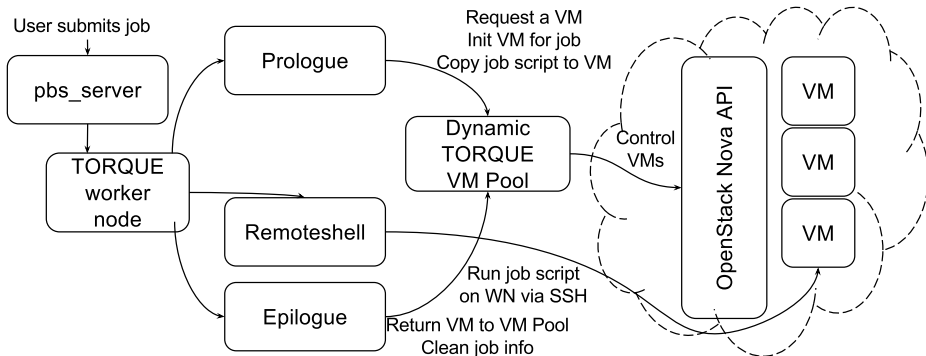 User submits job
pbs_server
TORQUE
worker
node
Prologue
Remoteshell
Epilogue
Request a VM
Init VM for job
Copy job script to VM
Dynamic
TORQUE
VM Pool
Run job script
on WN via SSH
Return VM to VM Pool
Clean job info
Control
VMs
OpenStack Nova API
VM
VM
VM